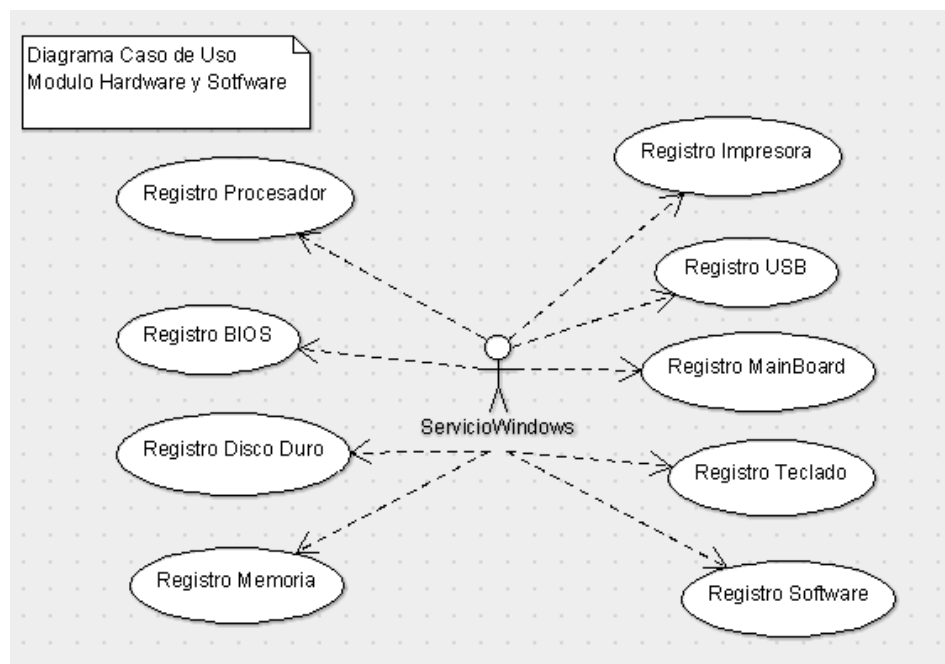 Diagrama Caso de Uso
Modulo Hardware y Sotfware
Registro Impresora
Registro Procesador
Registro USB
Registro BIOS
Registro MainBoard
ServicioWindows
Registro Disco Duro
Registro Teclado
Registro Memoria
Registro Software